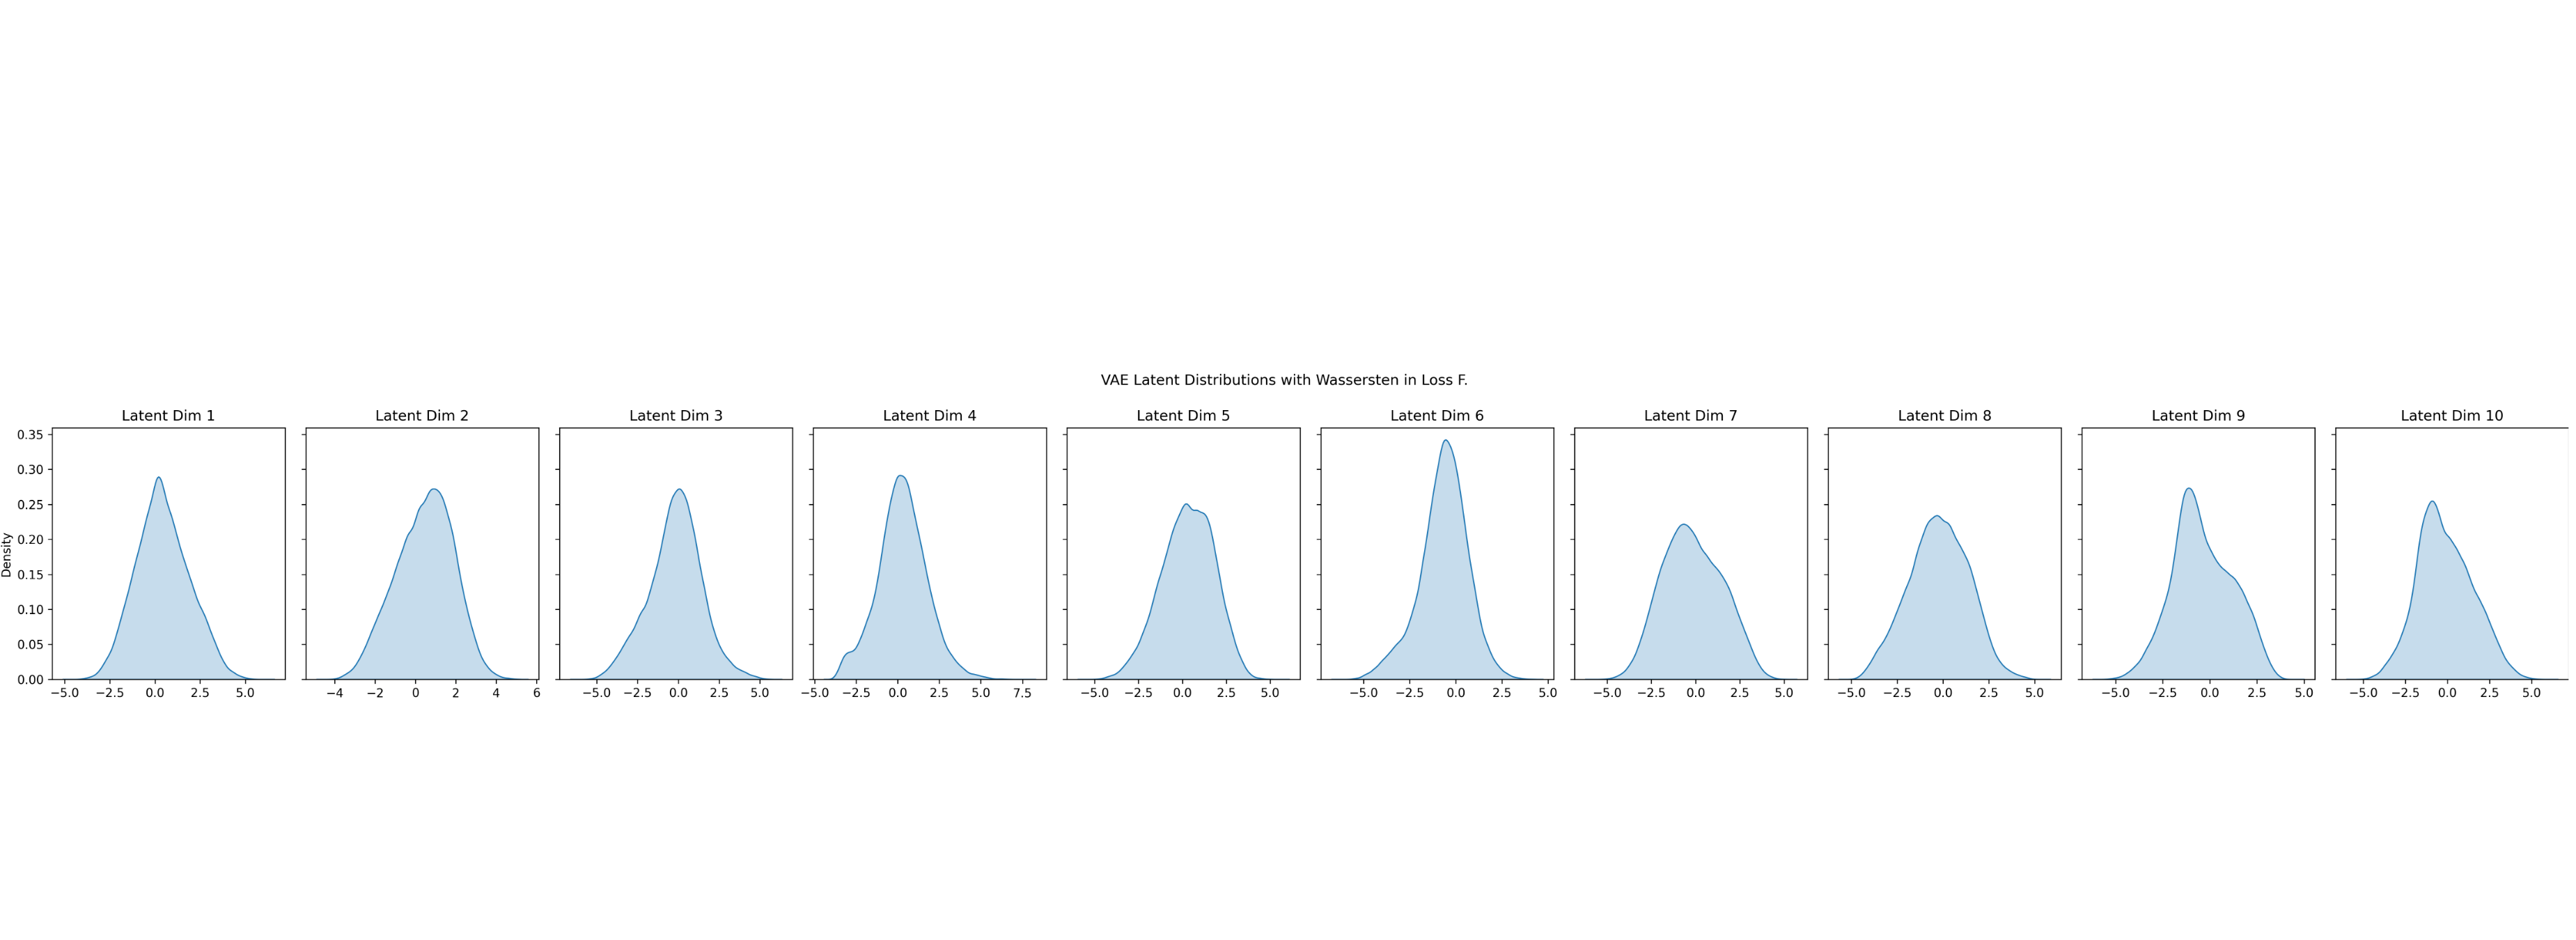 VAE Latent Distributions with Wassersten in Loss F.
Latent Dim 1 Latent Dim 2 Latent Dim 3 Latent Dim 4 Latent Dim 5 Latent Dim 6 Latent Dim 7 Latent Dim 8 Latent Dim 9 Latent Dim 10
0.35
0.30
0.25
0.20
0.15
0.10
0.05
0.00
Density
−5.0 −2.5 0.0 2.5 5.0 −4 −2 0 2 4 6 −5.0 −2.5 0.0 2.5 5.0 −5.0 −2.5 0.0 2.5 5.0 7.5 −5.0 −2.5 0.0 2.5 5.0 −5.0 −2.5 0.0 2.5 5.0 −5.0 −2.5 0.0 2.5 5.0 −5.0 −2.5 0.0 2.5 5.0 −5.0 −2.5 0.0 2.5 5.0 −5.0 −2.5 0.0 2.5 5.0